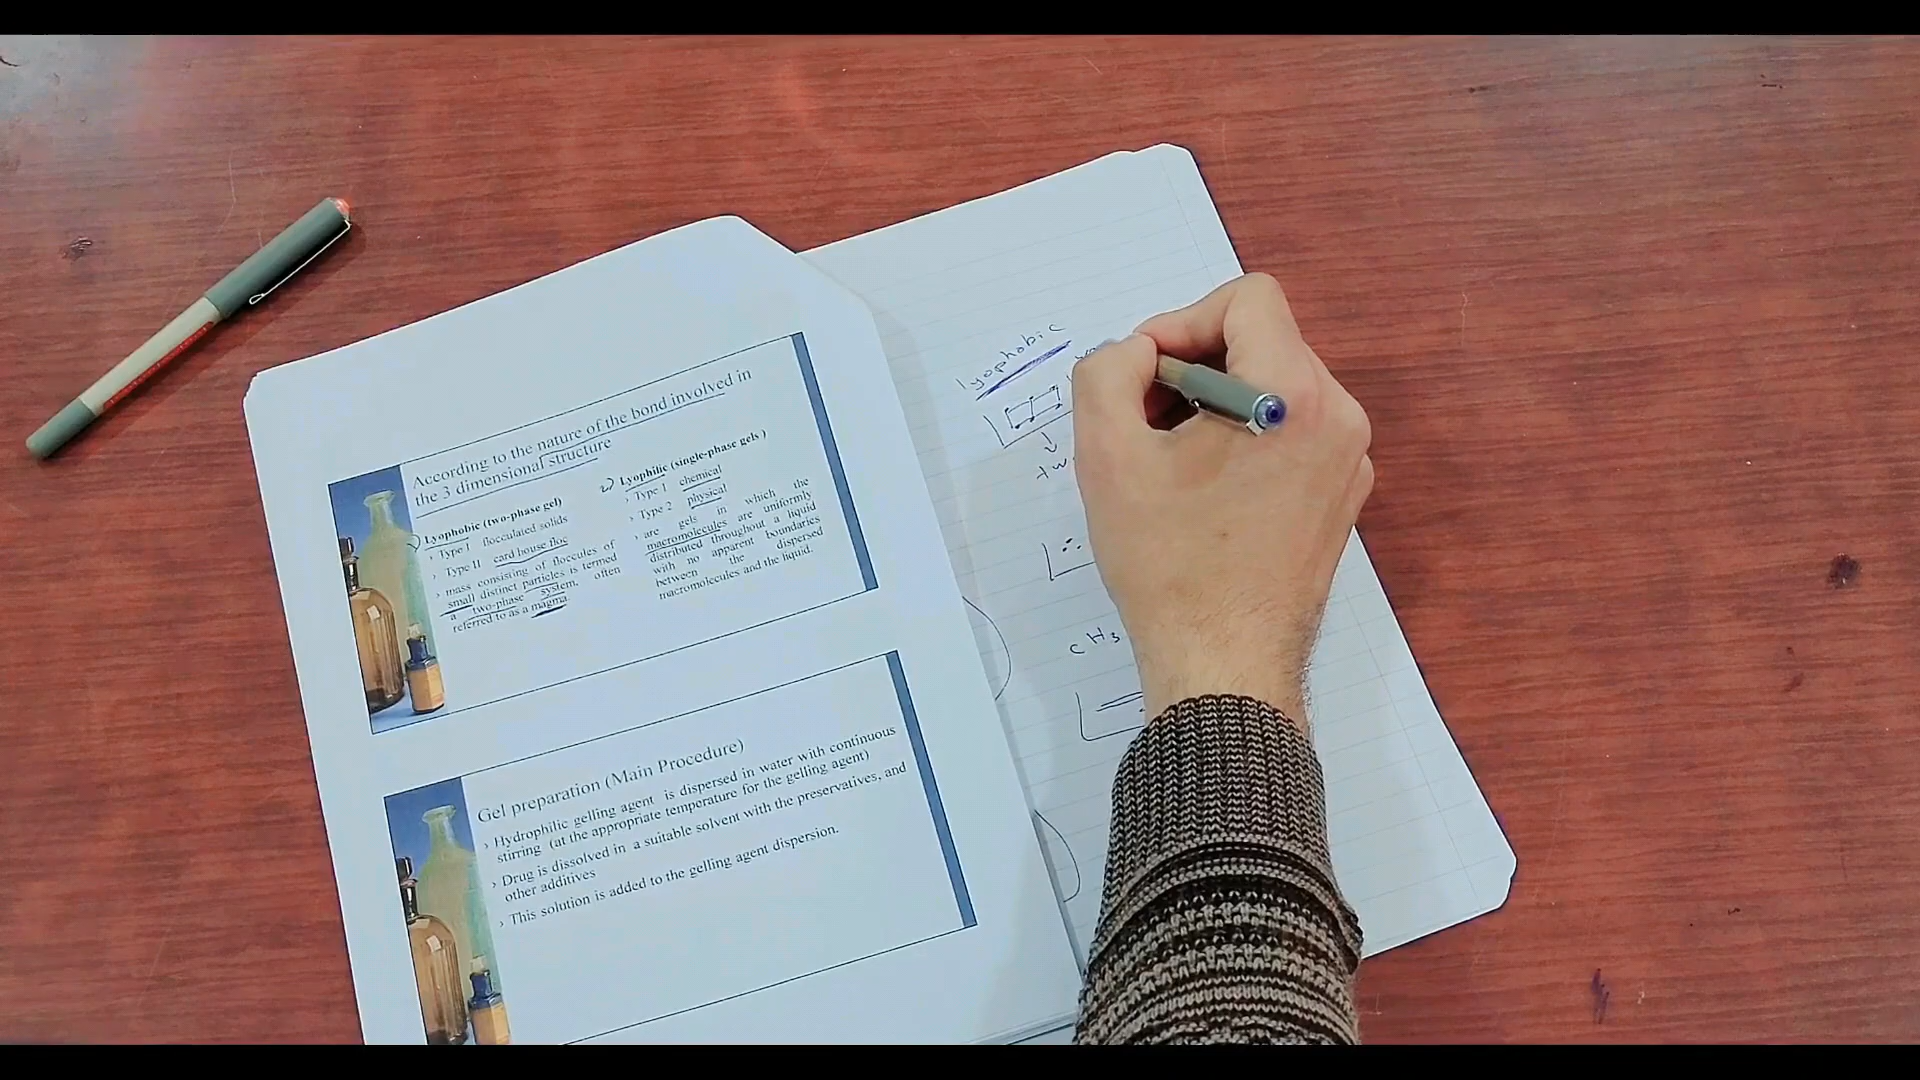 According to the nature of the bond involved in
the 3 dimensional structure
1) Lyophobic (two-phase gel)
› Type I flocculated solids
› Type II card house floc
› mass consisting of floccules of
small distinct particles is termed
a two-phase system, often
referred to as a magma.
2) Lyophilic (single-phase gels )
› Type 1 chemical
› Type 2 physical
› are gels in which the
macromolecules are uniformly
distributed throughout a liquid
with no apparent boundaries
between the dispersed
macromolecules and the liquid.
Gel preparation (Main Procedure)
› Hydrophilic gelling agent is dispersed in water with continuous
stirring (at the appropriate temperature for the gelling agent)
› Drug is dissolved in a suitable solvent with the preservatives, and
other additives
› This solution is added to the gelling agent dispersion.
lyophobic
CH3